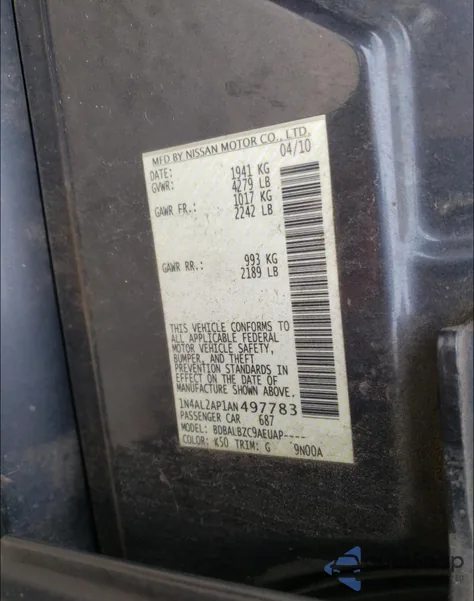 MFD BY NISSAN MOTOR CO., LTD.
DATE: 04/10
GVWR: 1941 KG
4279 LB
GAWR FR.: 1017 KG
2242 LB
GAWR RR.: 993 KG
2189 LB
THIS VEHICLE CONFORMS TO
ALL APPLICABLE FEDERAL
MOTOR VEHICLE SAFETY,
BUMPER, AND THEFT
PREVENTION STANDARDS IN
EFFECT ON THE DATE OF
MANUFACTURE SHOWN ABOVE.
1N4AL2AP1AN497783
PASSENGER CAR 687
MODEL: BDBALBZC9AEUAP----
COLOR: K50 TRIM: G 9N00A